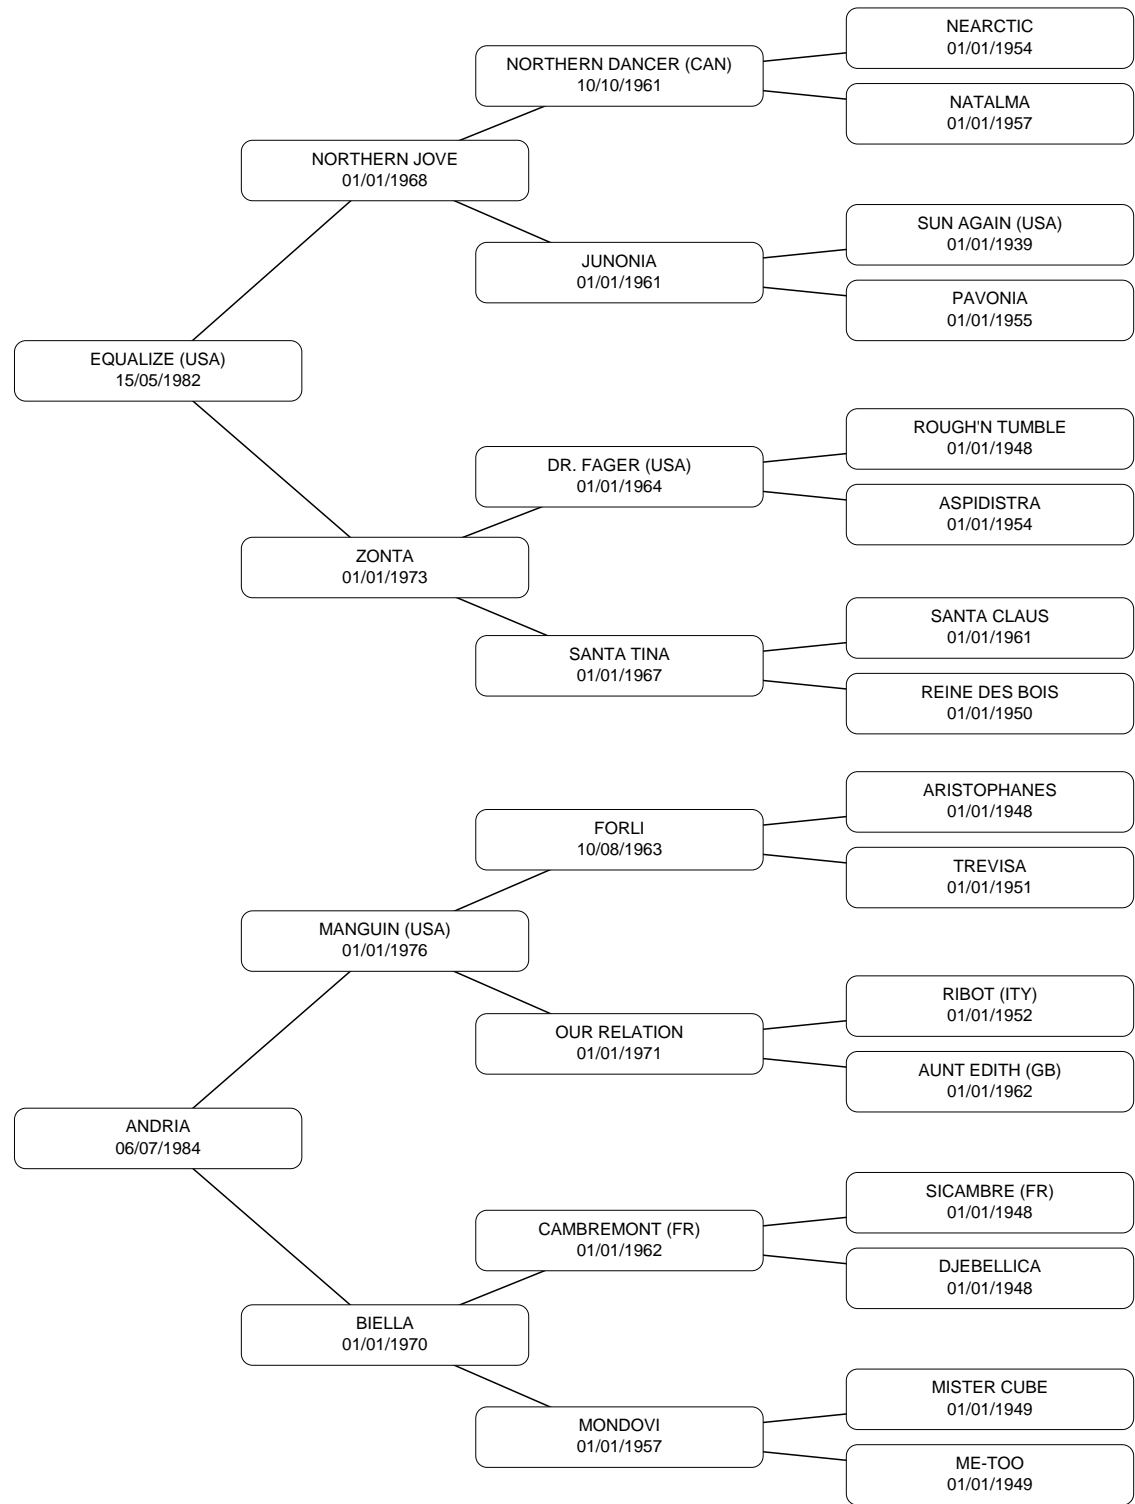 NEARCTIC
01/01/1954
NORTHERN DANCER (CAN)
10/10/1961
NATALMA
01/01/1957
NORTHERN JOVE
01/01/1968
SUN AGAIN (USA)
01/01/1939
JUNONIA
01/01/1961
PAVONIA
01/01/1955
EQUALIZE (USA)
15/05/1982
ROUGH'N TUMBLE
01/01/1948
DR. FAGER (USA)
01/01/1964
ASPIDISTRA
01/01/1954
ZONTA
01/01/1973
SANTA CLAUS
01/01/1961
SANTA TINA
01/01/1967
REINE DES BOIS
01/01/1950
ARISTOPHANES
01/01/1948
FORLI
10/08/1963
TREVISA
01/01/1951
MANGUIN (USA)
01/01/1976
RIBOT (ITY)
01/01/1952
OUR RELATION
01/01/1971
AUNT EDITH (GB)
01/01/1962
ANDRIA
06/07/1984
SICAMBRE (FR)
01/01/1948
CAMBREMONT (FR)
01/01/1962
DJEBELLICA
01/01/1948
BIELLA
01/01/1970
MISTER CUBE
01/01/1949
MONDOVI
01/01/1957
ME-TOO
01/01/1949